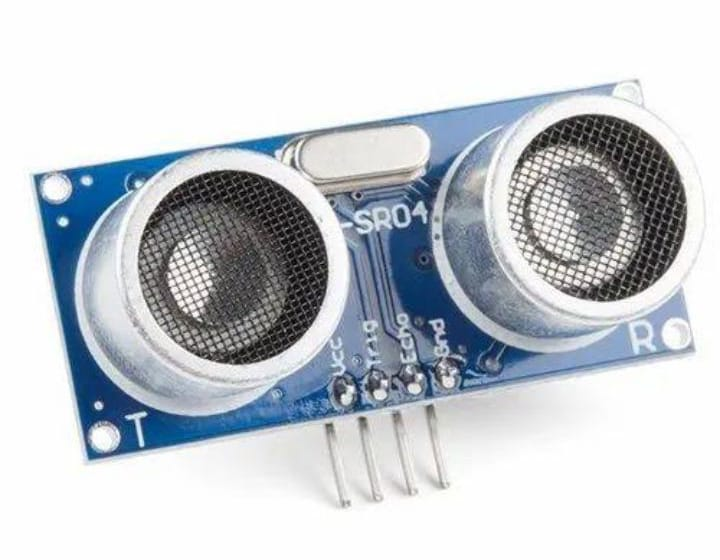 -SR04
Vcc
Trig
Echo
Gnd
R
T